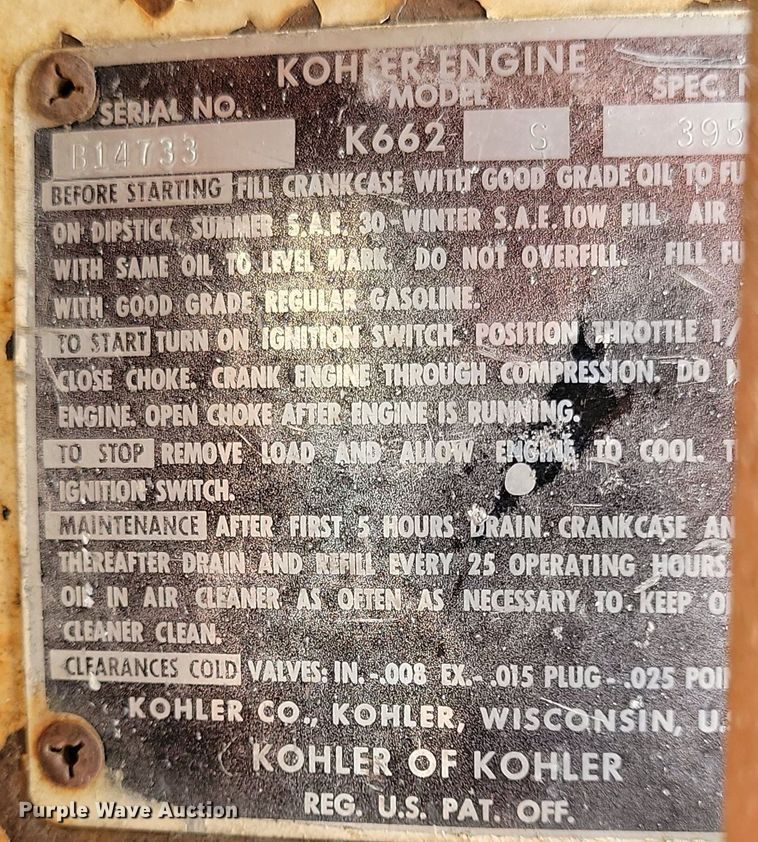 KOHLER ENGINE
SERIAL NO. MODEL SPEC. N
B14733 K662 S 395
BEFORE STARTING FILL CRANKCASE WITH GOOD GRADE OIL TO FU
ON DIPSTICK. SUMMER S.A.E. 30-WINTER S.A.E. 10W FILL AIR
WITH SAME OIL TO LEVEL MARK. DO NOT OVERFILL. FILL FU
WITH GOOD GRADE REGULAR GASOLINE.
TO START TURN ON IGNITION SWITCH. POSITION THROTTLE 1/
CLOSE CHOKE. CRANK ENGINE THROUGH COMPRESSION. DO N
ENGINE. OPEN CHOKE AFTER ENGINE IS RUNNING.
TO STOP REMOVE LOAD AND ALLOW ENGINE TO COOL. T
IGNITION SWITCH.
MAINTENANCE AFTER FIRST 5 HOURS DRAIN. CRANKCASE AN
THEREAFTER DRAIN AND REFILL EVERY 25 OPERATING HOURS.
OIL IN AIR CLEANER AS OFTEN AS NECESSARY TO KEEP OI
CLEANER CLEAN.
CLEARANCES COLD VALVES: IN.-.008 EX.-.015 PLUG-.025 POI
KOHLER CO., KOHLER, WISCONSIN, U.
KOHLER OF KOHLER
REG. U.S. PAT. OFF.
Purple Wave Auction